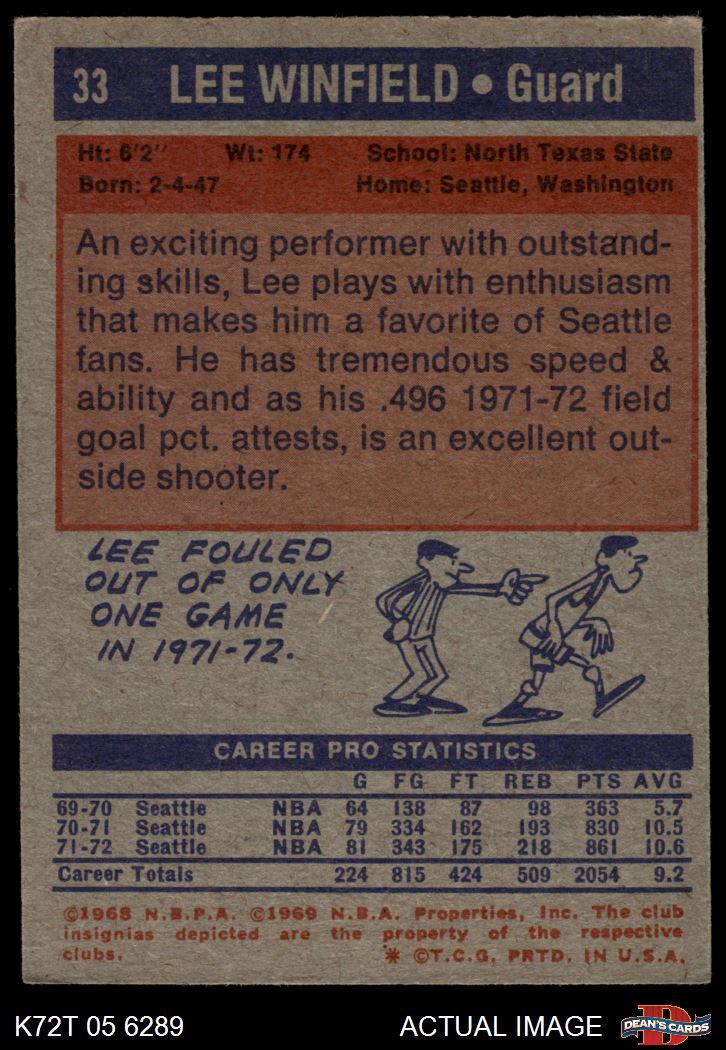 33 LEE WINFIELD • Guard
Ht: 6'2" Wt: 174 School: North Texas State
Born: 2-4-47 Home: Seattle, Washington
An exciting performer with outstand-
ing skills, Lee plays with enthusiasm
that makes him a favorite of Seattle
fans. He has tremendous speed &
ability and as his .496 1971-72 field
goal pct. attests, is an excellent out-
side shooter.
LEE FOULED
OUT OF ONLY
ONE GAME
IN 1971-72.
CAREER PRO STATISTICS
G FG FT REB PTS AVG
69-70 Seattle NBA 64 138 87 98 363 5.7
70-71 Seattle NBA 79 334 162 193 830 10.5
71-72 Seattle NBA 81 343 175 218 861 10.6
Career Totals 224 815 424 509 2054 9.2
©1968 N.B.P.A. ©1969 N.B.A. Properties, Inc. The club
insignias depicted are the property of the respective
clubs. * ©T.C.G. PRTD. IN U.S.A.
K72T 05 6289 ACTUAL IMAGE D DEAN'S CARDS